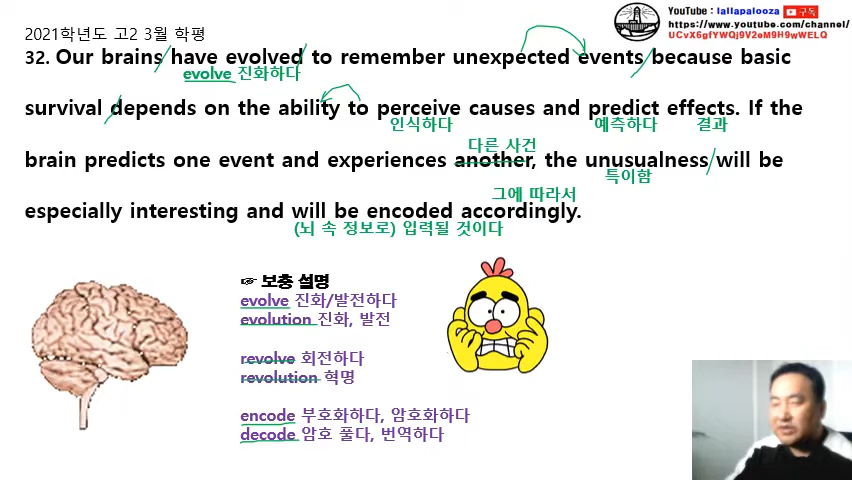 YouTube : lallapalooza 구독
https://www.youtube.com/channel/
UCvX6gfYWQj9V2eM9H9wWELQ
2021학년도 고2 3월 학평
32. Our brains have evolved to remember unexpected events because basic
evolve 진화하다
survival depends on the ability to perceive causes and predict effects. If the
인식하다 예측하다 결과
다른 사건
brain predicts one event and experiences another, the unusualness will be
특이함
그에 따라서
especially interesting and will be encoded accordingly.
(뇌 속 정보로) 입력될 것이다
☞ 보충 설명
evolve 진화/발전하다
evolution 진화, 발전
revolve 회전하다
revolution 혁명
encode 부호화하다, 암호화하다
decode 암호 풀다, 번역하다